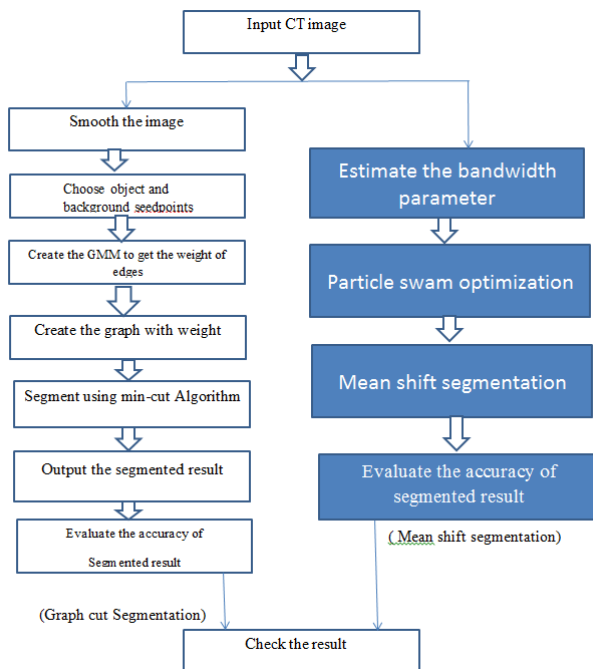 Input CT image
Smooth the image
Choose object and
background seedpoints
Create the GMM to get the weight of
edges
Create the graph with weight
Segment using min-cut Algorithm
Output the segmented result
Evaluate the accuracy of
Segmented result
(Graph cut Segmentation)
Estimate the bandwidth
parameter
Particle swam optimization
Mean shift segmentation
Evaluate the accuracy of
segmented result
( Mean shift segmentation)
Check the result